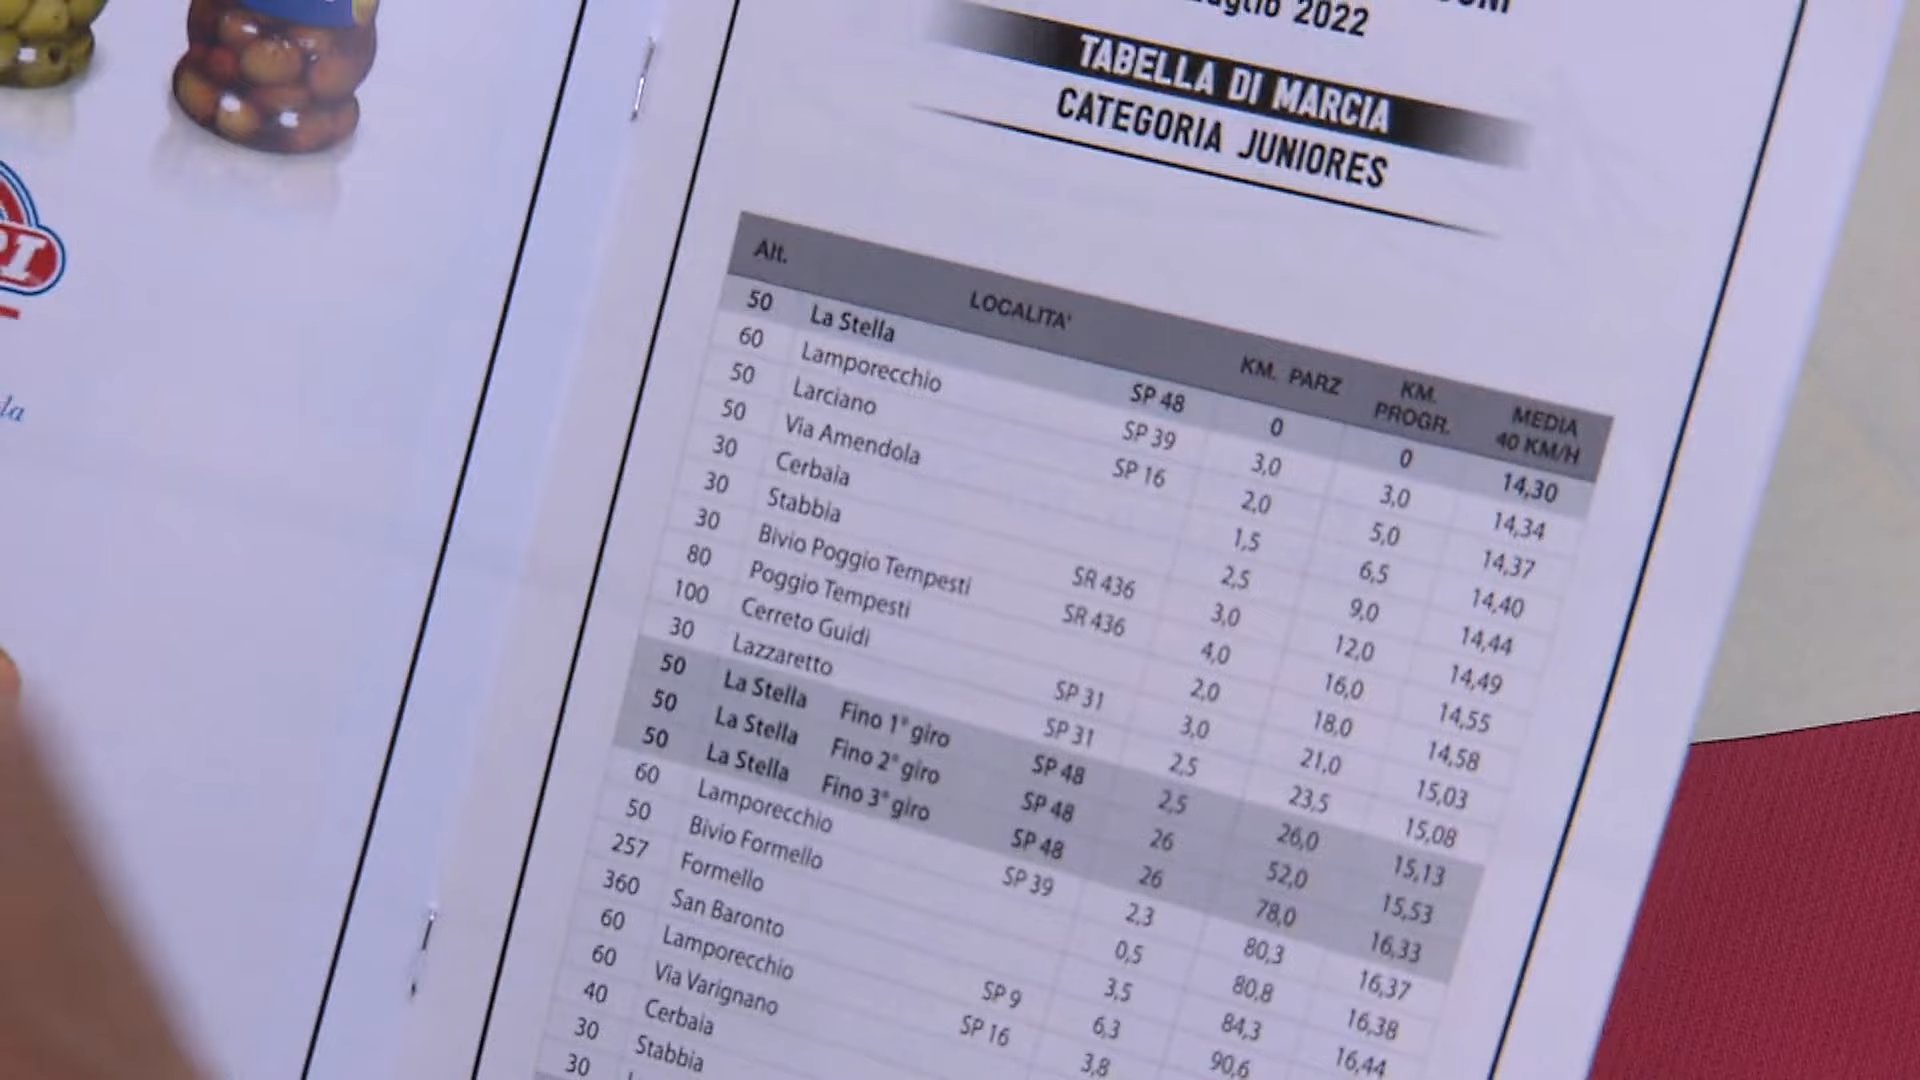 luglio 2022
TABELLA DI MARCIA
CATEGORIA JUNIORES
Alt. LOCALITA' KM. PARZ KM. PROGR. MEDIA 40 KM/H
50 La Stella SP 48 0 0 14,30
60 Lamporecchio SP 39 3,0 3,0 14,34
50 Larciano SP 16 2,0 5,0 14,37
50 Via Amendola 1,5 6,5 14,40
30 Cerbaia 2,5 9,0 14,44
30 Stabbia SR 436 3,0 12,0 14,49
30 Bivio Poggio Tempesti SR 436 4,0 16,0 14,55
80 Poggio Tempesti 2,0 18,0 14,58
100 Cerreto Guidi SP 31 3,0 21,0 15,03
30 Lazzaretto SP 31 2,5 23,5 15,08
50 La Stella Fino 1° giro SP 48 2,5 26,0 15,13
50 La Stella Fino 2° giro SP 48 26 52,0 15,53
50 La Stella Fino 3° giro SP 48 26 78,0 16,33
60 Lamporecchio SP 39 2,3 80,3 16,37
50 Bivio Formello 0,5 80,8 16,38
257 Formello 3,5 84,3 16,44
360 San Baronto SP 9 6,3 90,6
60 Lamporecchio SP 16 3,8
60 Via Varignano
40 Cerbaia
30 Stabbia
30